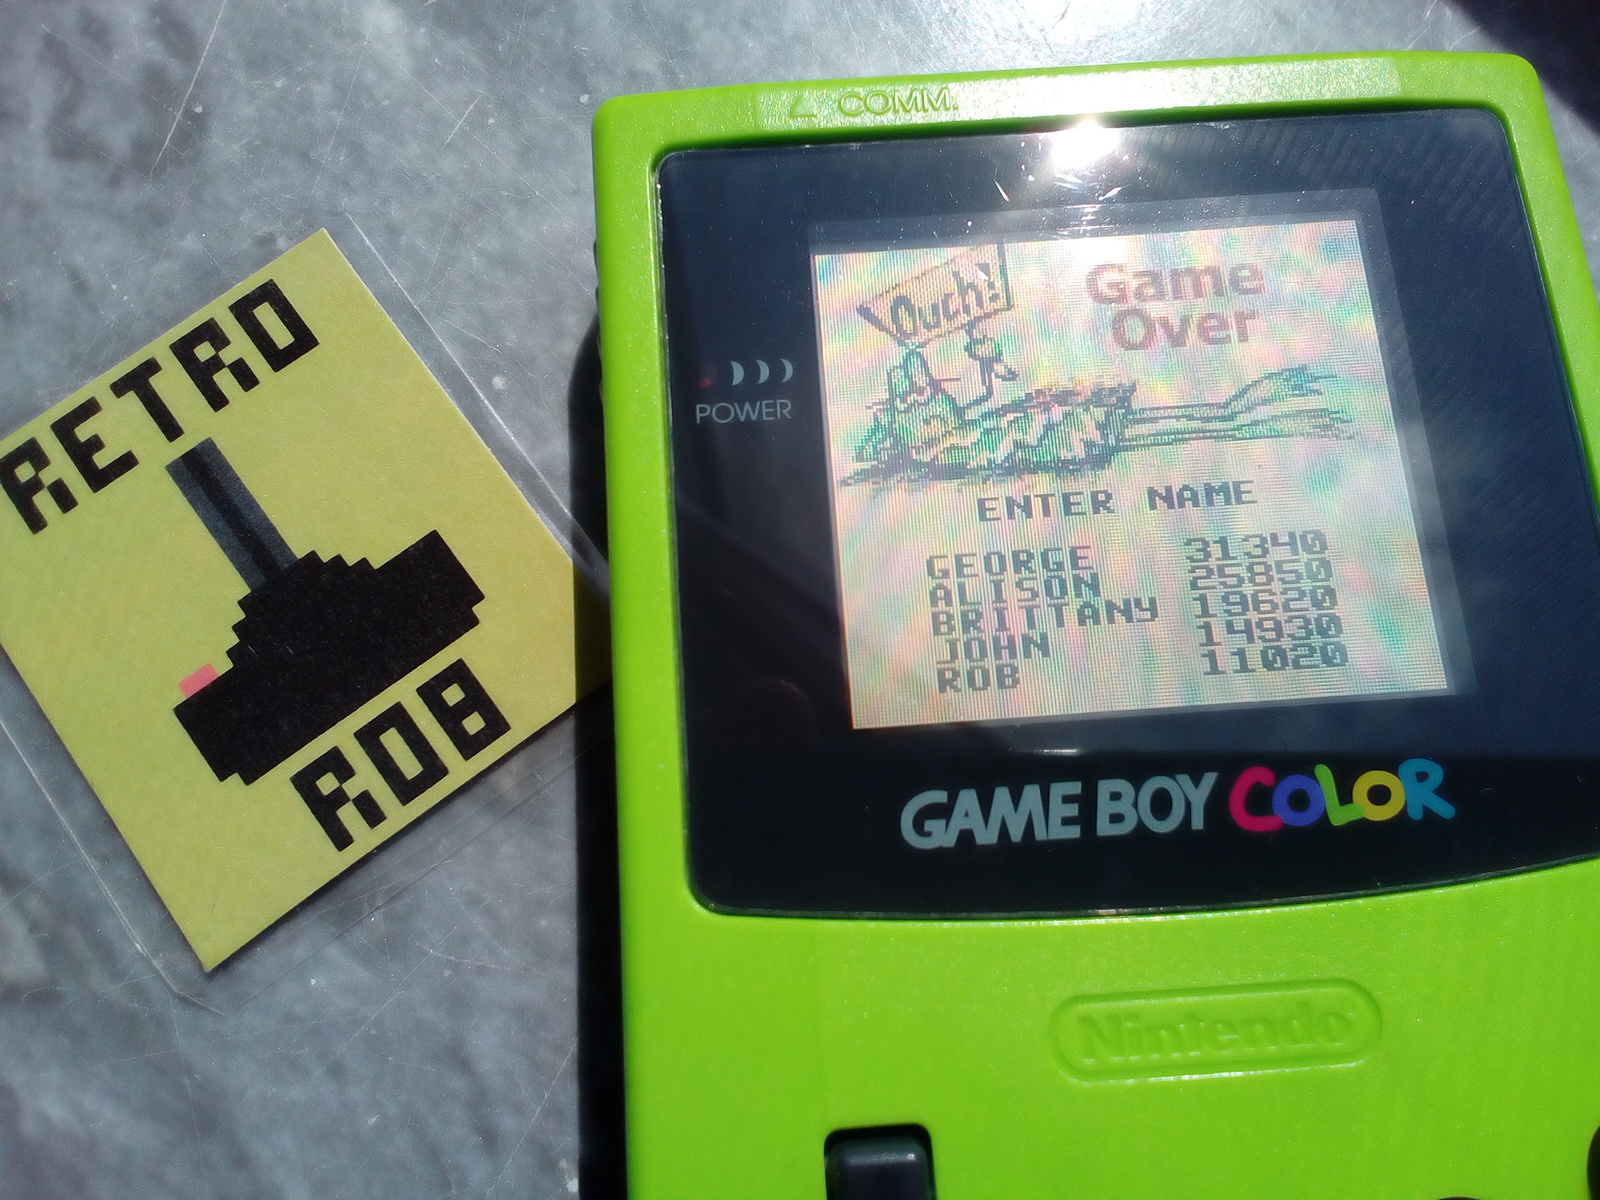 RETRO
ROB
COMM.
POWER
Ouch!
Game
Over
ENTER NAME
GEORGE 31340
ALISON 25850
BRITTANY 19620
JOHN 14930
ROB 11020
GAME BOY COLOR
Nintendo